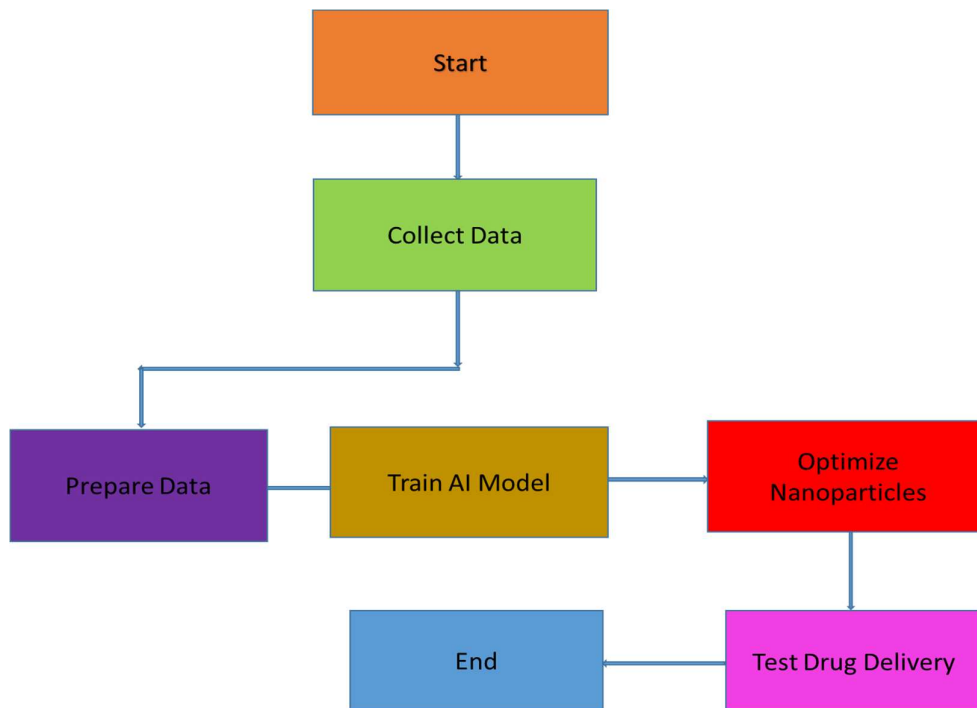 Start
Collect Data
Prepare Data
Train AI Model
Optimize
Nanoparticles
Test Drug Delivery
End